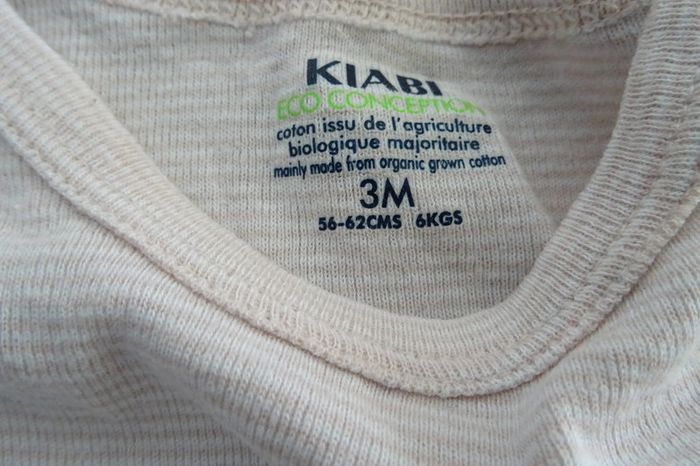 KIABI
ECO CONCEPTION
coton issu de l'agriculture
biologique majoritaire
mainly made from organic grown cotton
3M
56-62CMS 6KGS